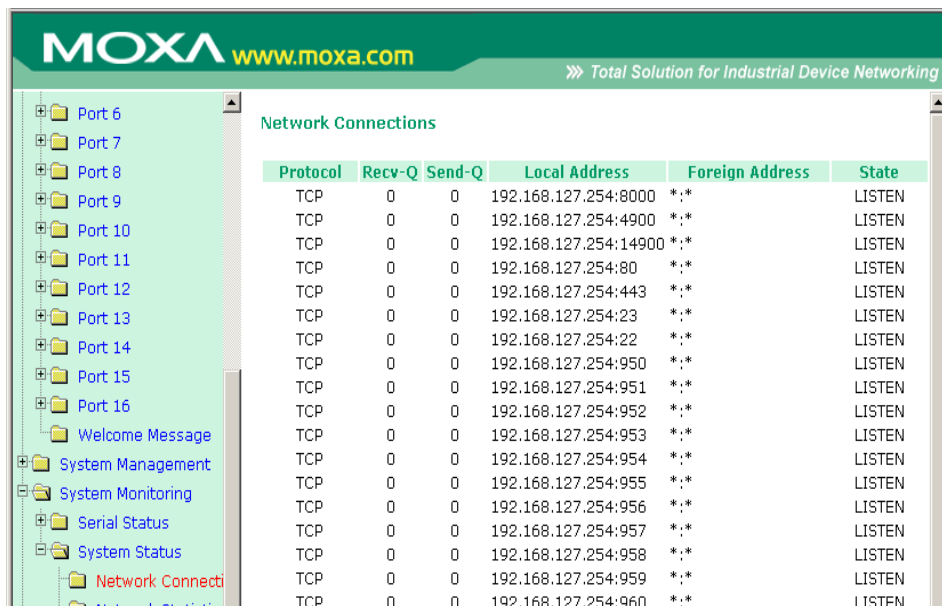 MOXA www.moxa.com
Total Solution for Industrial Device Networking
Port 6
Port 7
Port 8
Port 9
Port 10
Port 11
Port 12
Port 13
Port 14
Port 15
Port 16
Welcome Message
System Management
System Monitoring
Serial Status
System Status
Network Connecti
Network Statisti
Network Connections
Protocol Recv-Q Send-Q Local Address Foreign Address State
TCP 0 0 192.168.127.254:8000 *:* LISTEN
TCP 0 0 192.168.127.254:4900 *:* LISTEN
TCP 0 0 192.168.127.254:14900 *:* LISTEN
TCP 0 0 192.168.127.254:80 *:* LISTEN
TCP 0 0 192.168.127.254:443 *:* LISTEN
TCP 0 0 192.168.127.254:23 *:* LISTEN
TCP 0 0 192.168.127.254:22 *:* LISTEN
TCP 0 0 192.168.127.254:950 *:* LISTEN
TCP 0 0 192.168.127.254:951 *:* LISTEN
TCP 0 0 192.168.127.254:952 *:* LISTEN
TCP 0 0 192.168.127.254:953 *:* LISTEN
TCP 0 0 192.168.127.254:954 *:* LISTEN
TCP 0 0 192.168.127.254:955 *:* LISTEN
TCP 0 0 192.168.127.254:956 *:* LISTEN
TCP 0 0 192.168.127.254:957 *:* LISTEN
TCP 0 0 192.168.127.254:958 *:* LISTEN
TCP 0 0 192.168.127.254:959 *:* LISTEN
TCP 0 0 192.168.127.254:960 *:* LISTEN